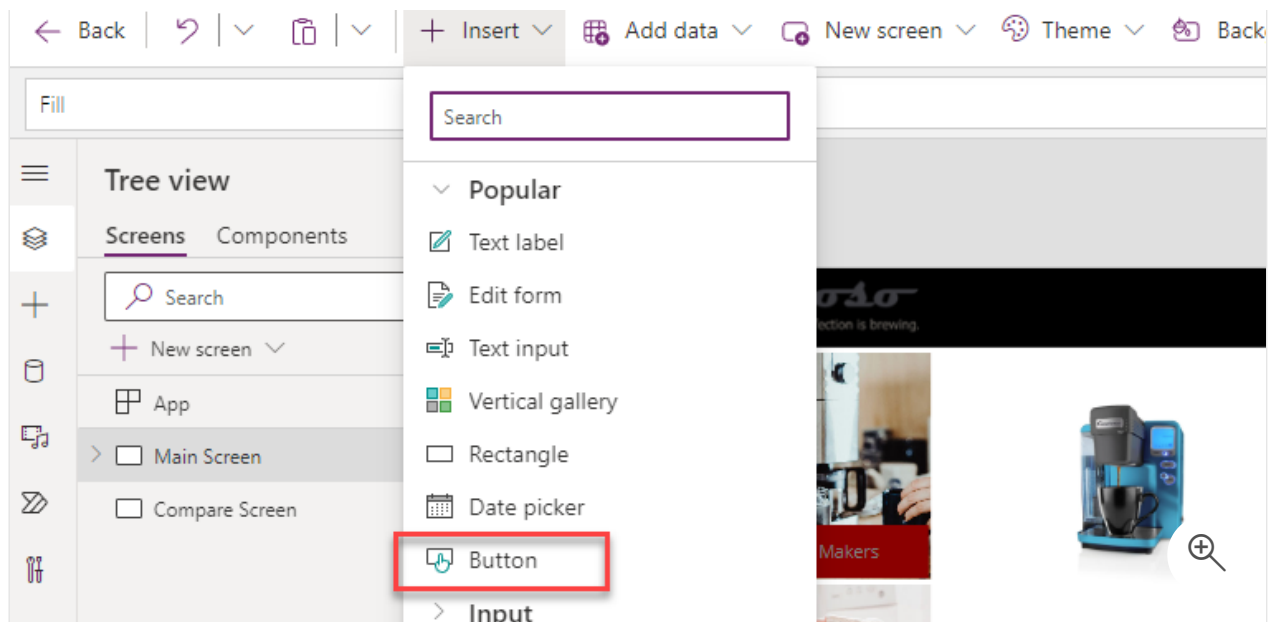 Back
Insert
Add data
New screen
Theme
Fill
Search
Tree view
Popular
Screens
Components
Text label
Search
Edit form
New screen
Text input
App
Vertical gallery
Main Screen
Rectangle
Compare Screen
Date picker
Button
Makers
Input